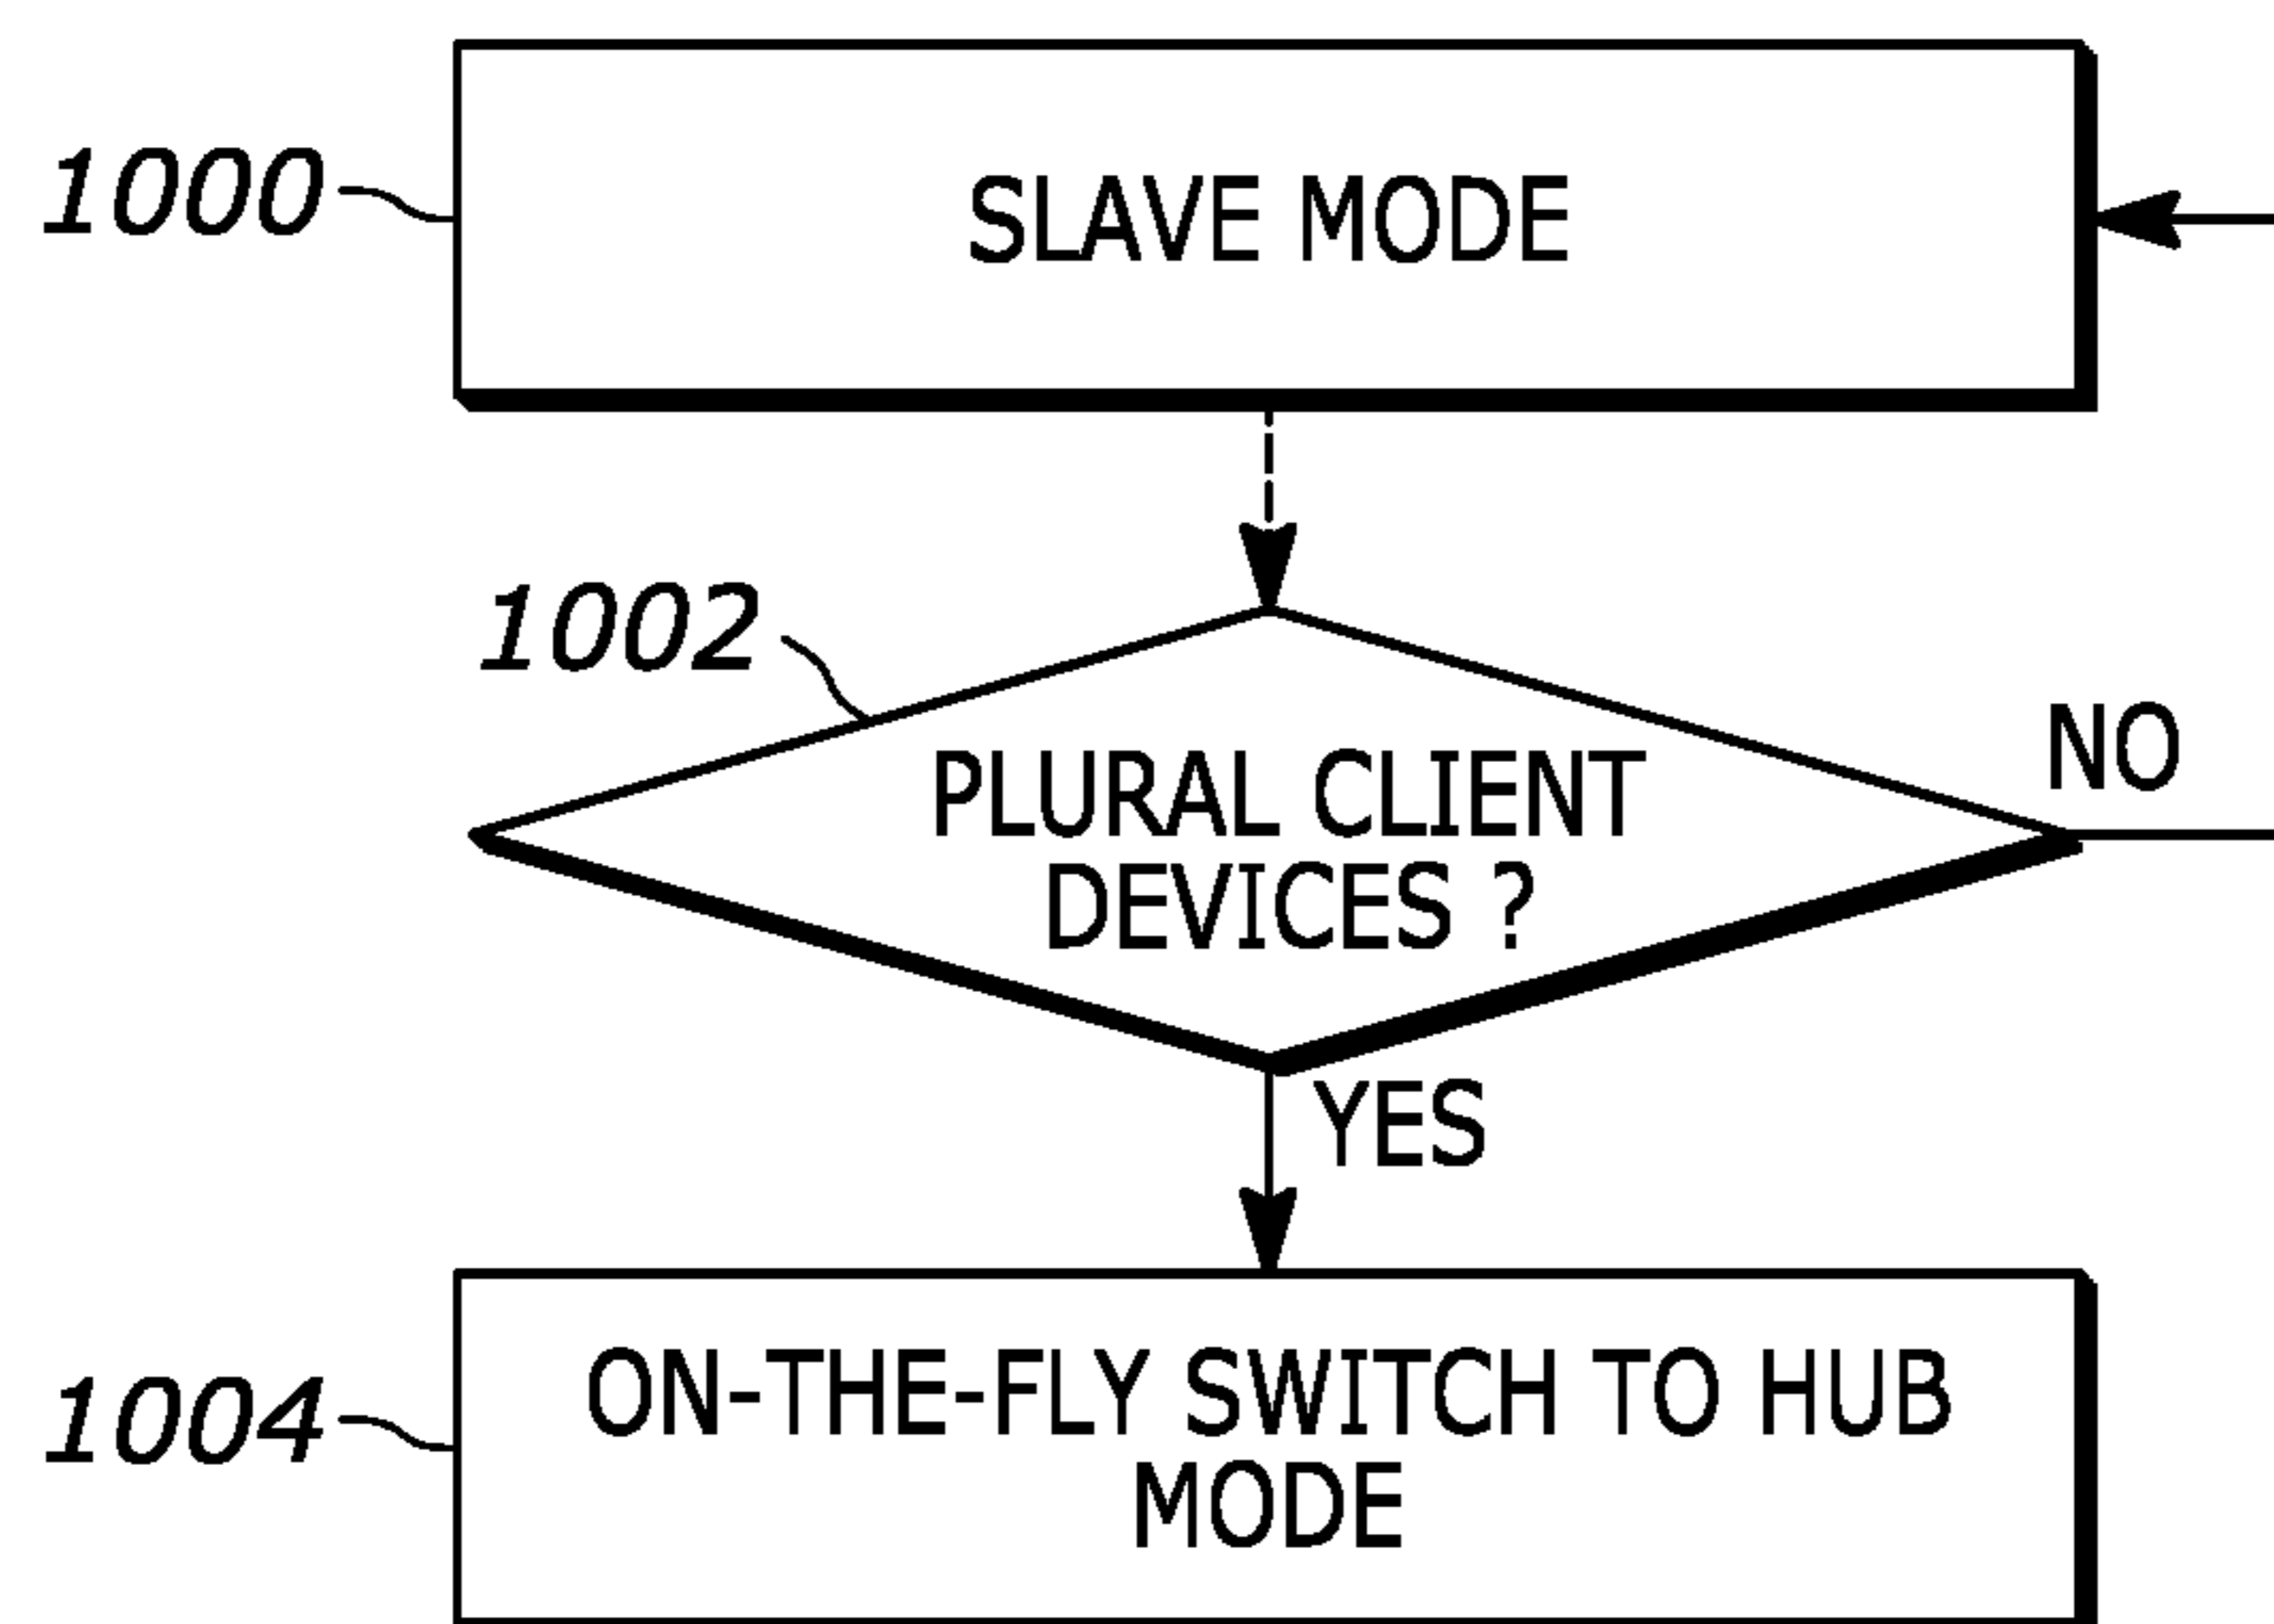 1000
SLAVE MODE
1002
PLURAL CLIENT
DEVICES ?
NO
YES
1004
ON-THE-FLY SWITCH TO HUB
MODE